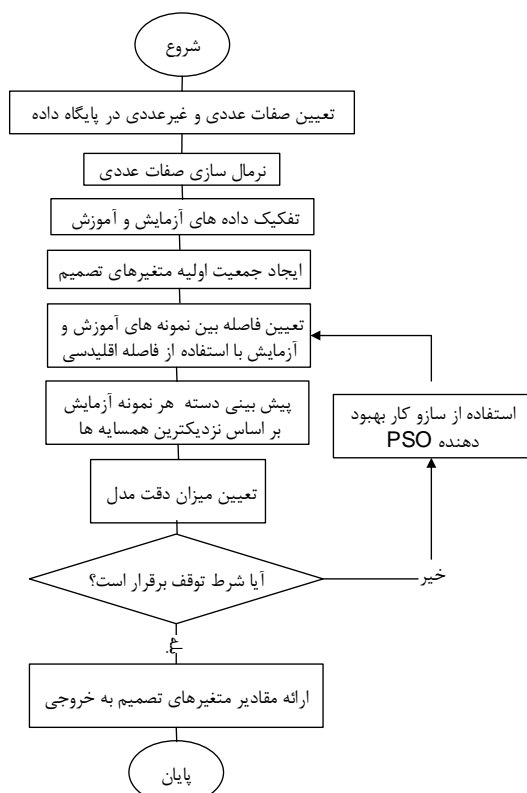 شروع
تعیین صفات عددی و غیرعددی در پایگاه داده
نرمال سازی صفات عددی
تفکیک داده های آزمایش و آموزش
ایجاد جمعیت اولیه متغیرهای تصمیم
تعیین فاصله بین نمونه های آموزش و
آزمایش با استفاده از فاصله اقلیدسی
پیش بینی دسته هر نمونه آزمایش
بر اساس نزدیکترین همسایه ها
استفاده از سازو کار بهبود
دهنده PSO
تعیین میزان دقت مدل
آیا شرط توقف برقرار است؟
خیر
ارائه مقادیر متغیرهای تصمیم به خروجی
پایان